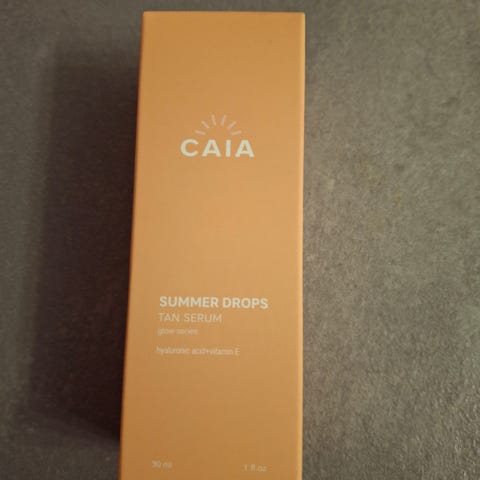 CAIA
SUMMER DROPS
TAN SERUM
glow series
hyaluronic acid+vitamin E
30 ml 1 fl oz